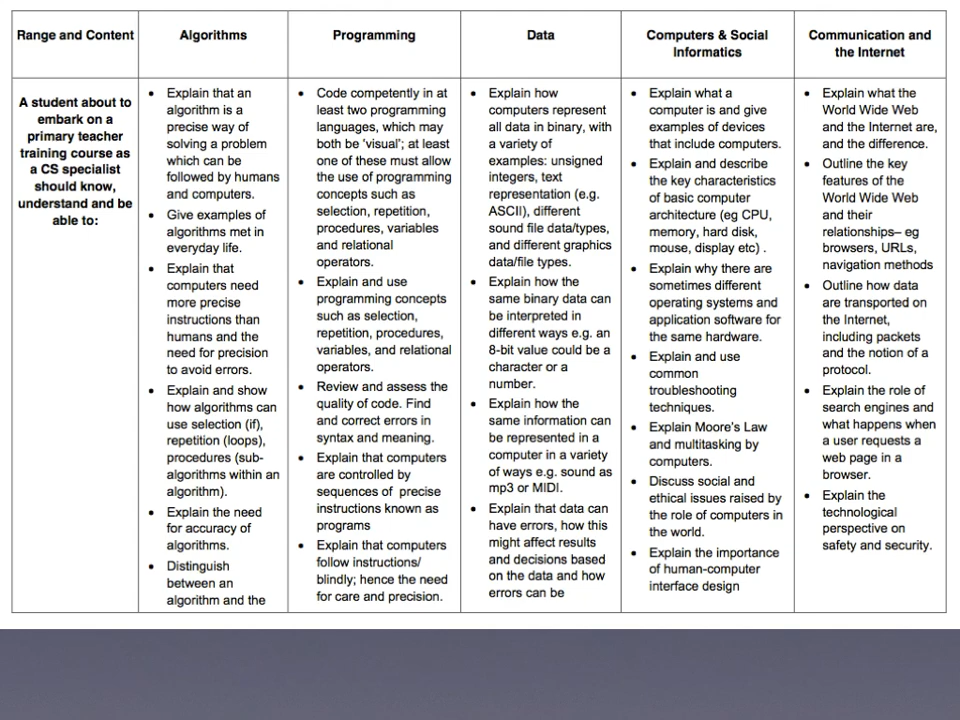 Range and Content
Algorithms
Programming
Data
Computers & Social
Informatics
Communication and
the Internet
A student about to
embark on a
primary teacher
training course as
a CS specialist
should know,
understand and be
able to:
• Explain that an
algorithm is a
precise way of
solving a problem
which can be
followed by humans
and computers.
• Give examples of
algorithms met in
everyday life.
• Explain that
computers need
more precise
instructions than
humans and the
need for precision
to avoid errors.
• Explain and show
how algorithms can
use selection (if),
repetition (loops),
procedures (sub-
algorithms within an
algorithm).
• Explain the need
for accuracy of
algorithms.
• Distinguish
between an
algorithm and the
• Code competently in at
least two programming
languages, which may
both be 'visual'; at least
one of these must allow
the use of programming
concepts such as
selection, repetition,
procedures, variables
and relational
operators.
• Explain and use
programming concepts
such as selection,
repetition, procedures,
variables, and relational
operators.
• Review and assess the
quality of code. Find
and correct errors in
syntax and meaning.
• Explain that computers
are controlled by
sequences of precise
instructions known as
programs
• Explain that computers
follow instructions/
blindly; hence the need
for care and precision.
• Explain how
computers represent
all data in binary, with
a variety of
examples: unsigned
integers, text
representation (e.g.
ASCII), different
sound file data/types,
and different graphics
data/file types.
• Explain how the
same binary data can
be interpreted in
different ways e.g. an
8-bit value could be a
character or a
number.
• Explain how the
same information can
be represented in a
computer in a variety
of ways e.g. sound as
mp3 or MIDI.
• Explain that data can
have errors, how this
might affect results
and decisions based
on the data and how
errors can be
• Explain what a
computer is and give
examples of devices
that include computers.
• Explain and describe
the key characteristics
of basic computer
architecture (eg CPU,
memory, hard disk,
mouse, display etc) .
• Explain why there are
sometimes different
operating systems and
application software for
the same hardware.
• Explain and use
common
troubleshooting
techniques.
• Explain Moore's Law
and multitasking by
computers.
• Discuss social and
ethical issues raised by
the role of computers in
the world.
• Explain the importance
of human-computer
interface design
• Explain what the
World Wide Web
and the Internet are,
and the difference.
• Outline the key
features of the
World Wide Web
and their
relationships– eg
browsers, URLs,
navigation methods
• Outline how data
are transported on
the Internet,
including packets
and the notion of a
protocol.
• Explain the role of
search engines and
what happens when
a user requests a
web page in a
browser.
• Explain the
technological
perspective on
safety and security.